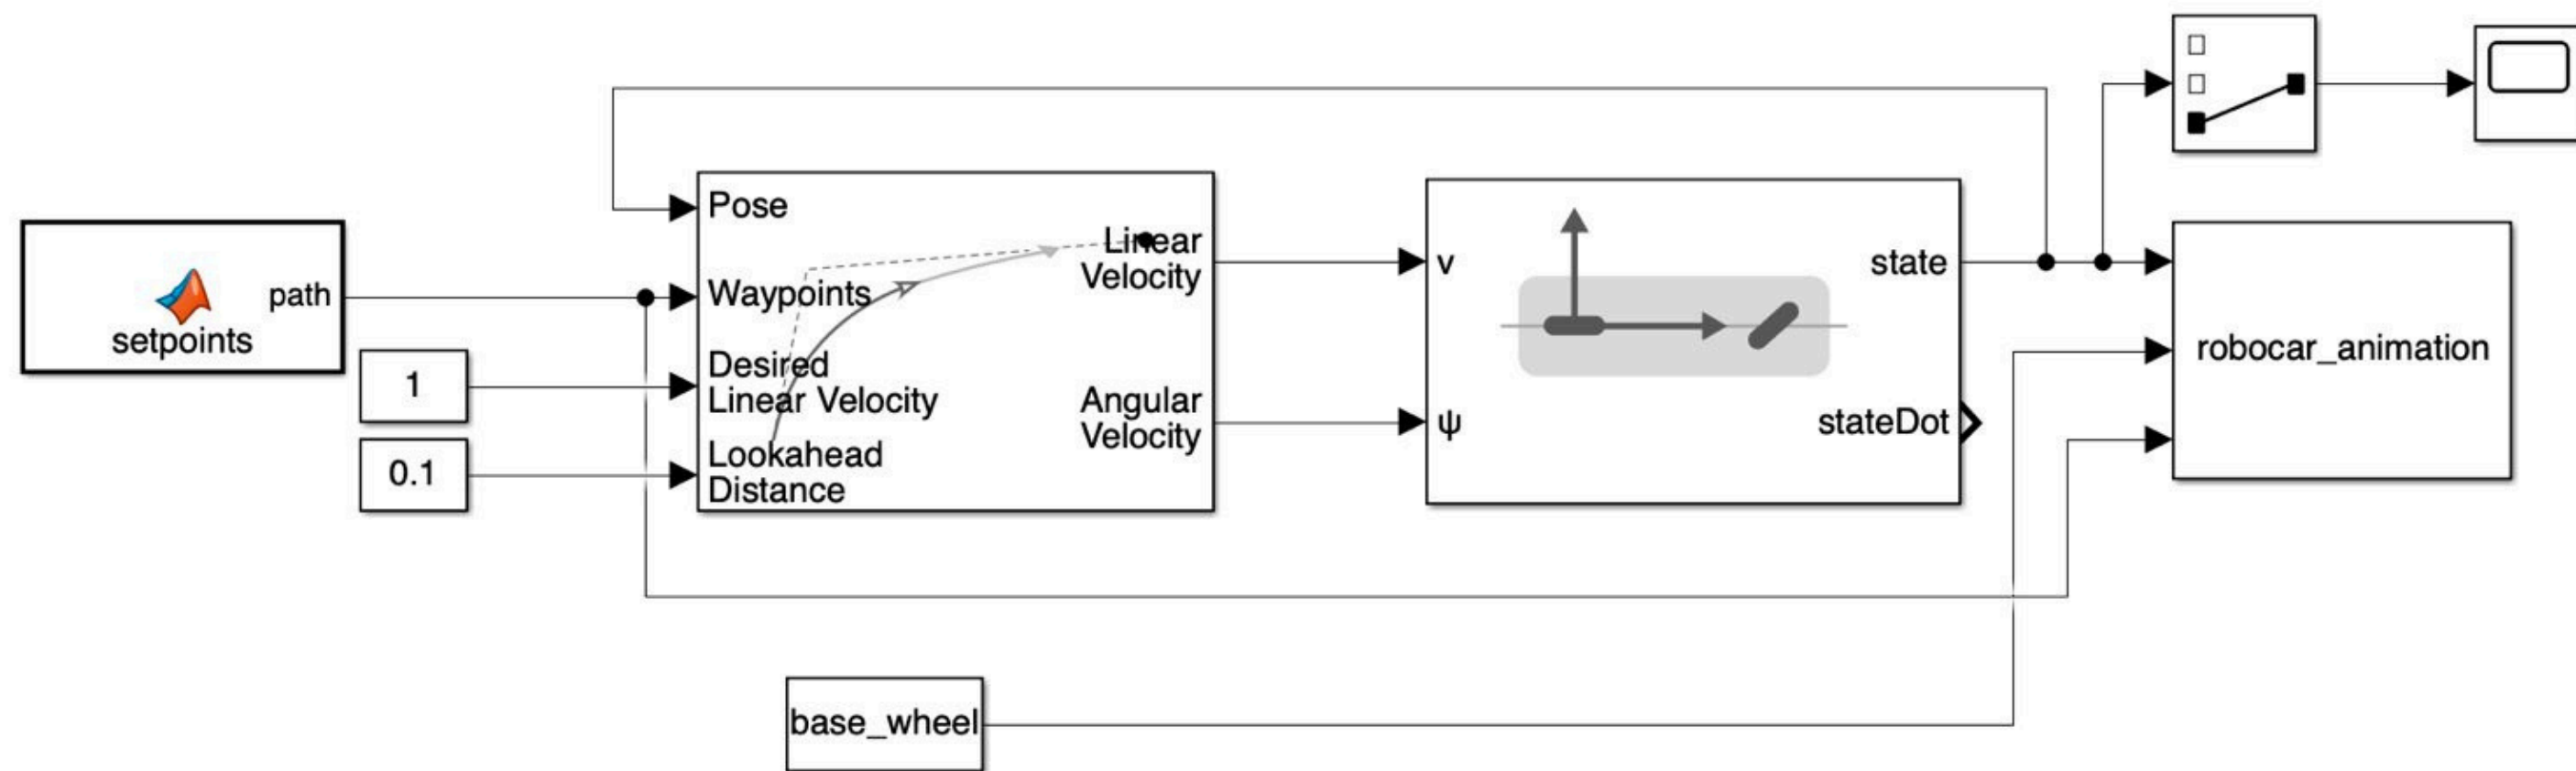 path
setpoints
1
0.1
Pose
Waypoints
Desired
Linear Velocity
Lookahead
Distance
Linear
Velocity
Angular
Velocity
v
ψ
state
stateDot
robocar_animation
base_wheel